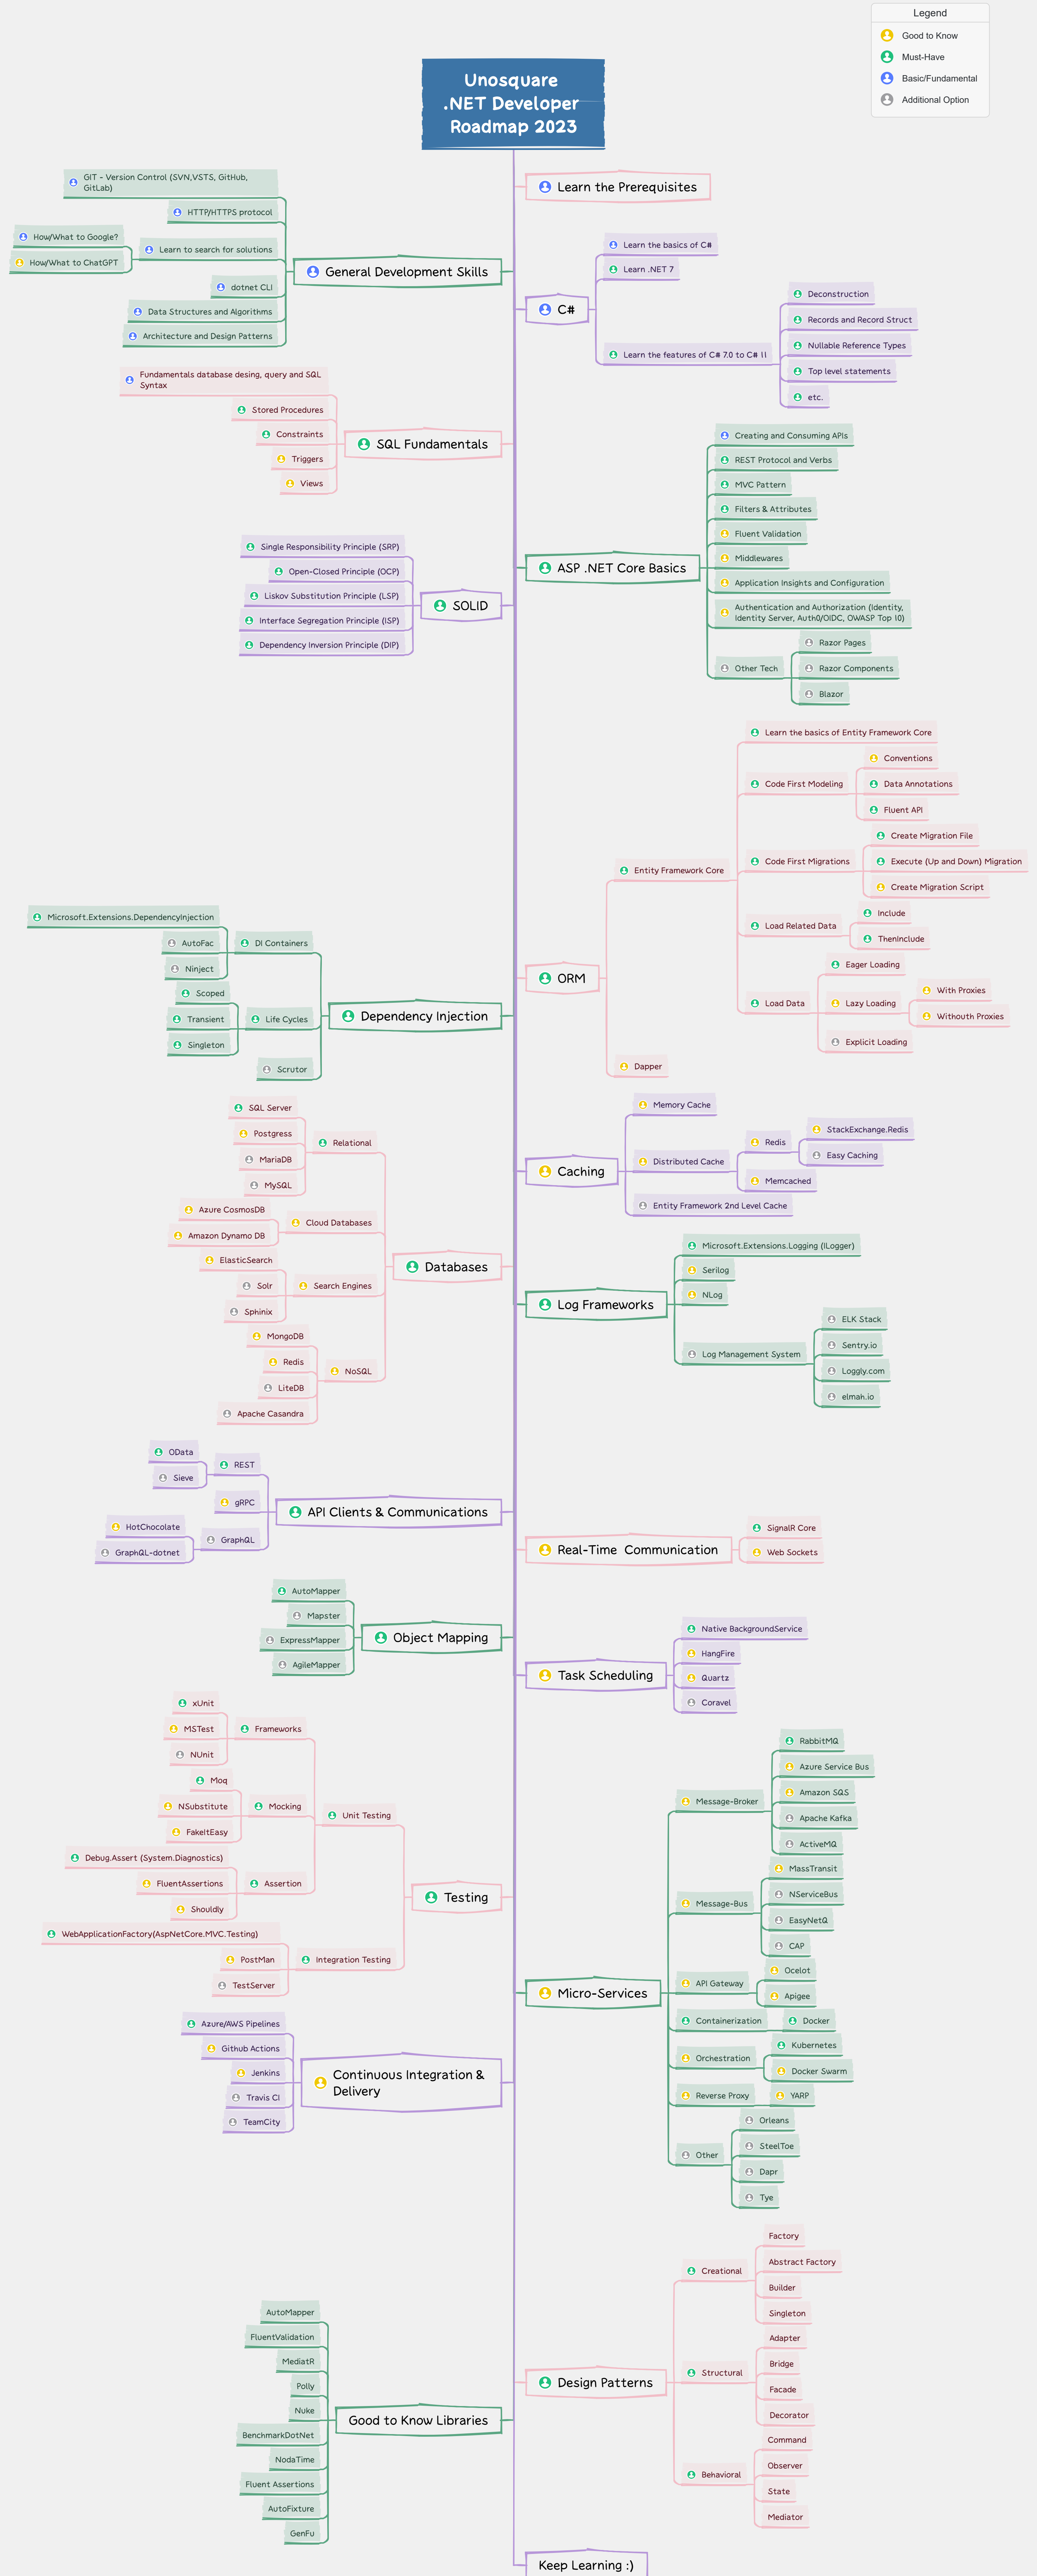 Legend
Good to Know
Must-Have
Basic/Fundamental
Additional Option
Unosquare
.NET Developer
Roadmap 2023
Learn the Prerequisites
GIT - Version Control (SVN,VSTS, GitHub,
GitLab)
HTTP/HTTPS protocol
How/What to Google?
How/What to ChatGPT
Learn to search for solutions
dotnet CLI
Data Structures and Algorithms
Architecture and Design Patterns
General Development Skills
C#
Learn the basics of C#
Learn .NET 7
Learn the features of C# 7.0 to C# 11
Deconstruction
Records and Record Struct
Nullable Reference Types
Top level statements
etc.
Fundamentals database desing, query and SQL
Syntax
Stored Procedures
Constraints
Triggers
Views
SQL Fundamentals
ASP .NET Core Basics
Creating and Consuming APIs
REST Protocol and Verbs
MVC Pattern
Filters & Attributes
Fluent Validation
Middlewares
Application Insights and Configuration
Authentication and Authorization (Identity,
Identity Server, Auth0/OIDC, OWASP Top 10)
Other Tech
Razor Pages
Razor Components
Blazor
Single Responsibility Principle (SRP)
Open-Closed Principle (OCP)
Liskov Substitution Principle (LSP)
Interface Segregation Principle (ISP)
Dependency Inversion Principle (DIP)
SOLID
ORM
Entity Framework Core
Learn the basics of Entity Framework Core
Code First Modeling
Conventions
Data Annotations
Fluent API
Code First Migrations
Create Migration File
Execute (Up and Down) Migration
Create Migration Script
Load Related Data
Include
ThenInclude
Load Data
Eager Loading
Lazy Loading
With Proxies
Withouth Proxies
Explicit Loading
Dapper
Microsoft.Extensions.DependencyInjection
AutoFac
Ninject
DI Containers
Scoped
Transient
Singleton
Life Cycles
Scrutor
Dependency Injection
Caching
Memory Cache
Distributed Cache
Redis
StackExchange.Redis
Easy Caching
Memcached
Entity Framework 2nd Level Cache
SQL Server
Postgress
MariaDB
MySQL
Relational
Azure CosmosDB
Amazon Dynamo DB
Cloud Databases
ElasticSearch
Solr
Sphinix
Search Engines
MongoDB
Redis
LiteDB
Apache Casandra
NoSQL
Databases
Log Frameworks
Microsoft.Extensions.Logging (ILogger)
Serilog
NLog
Log Management System
ELK Stack
Sentry.io
Loggly.com
elmah.io
OData
Sieve
REST
gRPC
HotChocolate
GraphQL-dotnet
GraphQL
API Clients & Communications
Real-Time Communication
SignalR Core
Web Sockets
AutoMapper
Mapster
ExpressMapper
AgileMapper
Object Mapping
Task Scheduling
Native BackgroundService
HangFire
Quartz
Coravel
xUnit
MSTest
NUnit
Frameworks
Moq
NSubstitute
FakeItEasy
Mocking
Debug.Assert (System.Diagnostics)
FluentAssertions
Shouldly
Assertion
Unit Testing
WebApplicationFactory(AspNetCore.MVC.Testing)
PostMan
TestServer
Integration Testing
Testing
Micro-Services
Message-Broker
RabbitMQ
Azure Service Bus
Amazon SQS
Apache Kafka
ActiveMQ
Message-Bus
MassTransit
NServiceBus
EasyNetQ
CAP
API Gateway
Ocelot
Apigee
Containerization
Docker
Orchestration
Kubernetes
Docker Swarm
Reverse Proxy
YARP
Other
Orleans
SteelToe
Dapr
Tye
Azure/AWS Pipelines
Github Actions
Jenkins
Travis CI
TeamCity
Continuous Integration &
Delivery
Design Patterns
Creational
Factory
Abstract Factory
Builder
Singleton
Structural
Adapter
Bridge
Facade
Decorator
Behavioral
Command
Observer
State
Mediator
AutoMapper
FluentValidation
MediatR
Polly
Nuke
BenchmarkDotNet
NodaTime
Fluent Assertions
AutoFixture
GenFu
Good to Know Libraries
Keep Learning :)